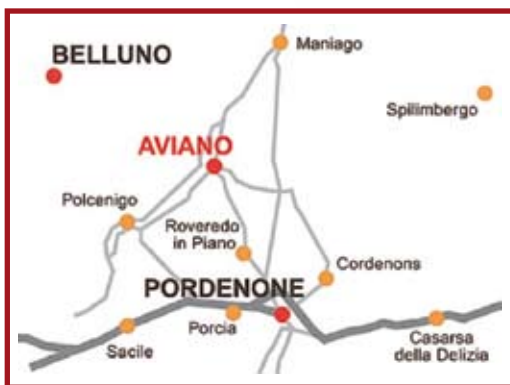 Maniago
BELLUNO
Spilimbergo
AVIANO
Polcenigo
Roveredo
in Piano
Cordenons
PORDENONE
Porcia
Sacile
Casarsa
della Delizia